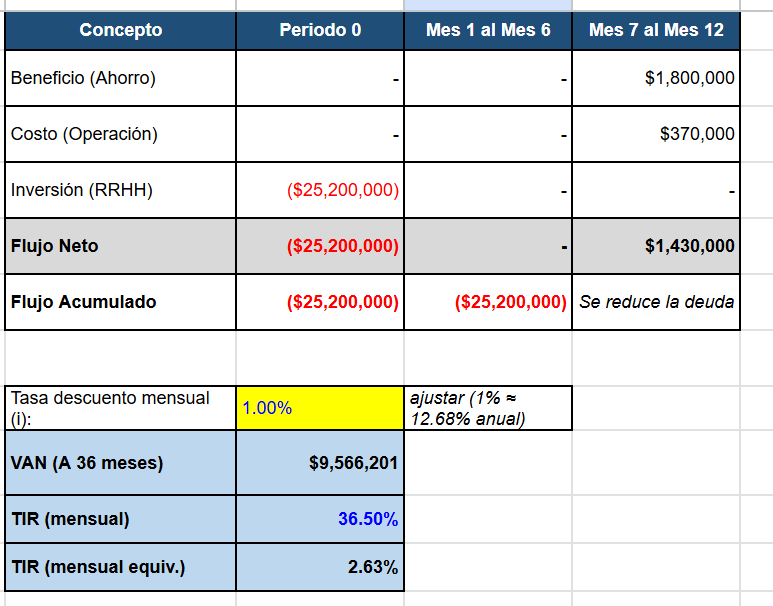 Concepto Periodo 0 Mes 1 al Mes 6 Mes 7 al Mes 12
Beneficio (Ahorro) - - $1,800,000
Costo (Operación) - - $370,000
Inversión (RRHH) ($25,200,000) - -
Flujo Neto ($25,200,000) - $1,430,000
Flujo Acumulado ($25,200,000) ($25,200,000) Se reduce la deuda
Tasa descuento mensual
(i):
1.00%
ajustar (1% ≈
12.68% anual)
VAN (A 36 meses) $9,566,201
TIR (mensual) 36.50%
TIR (mensual equiv.) 2.63%